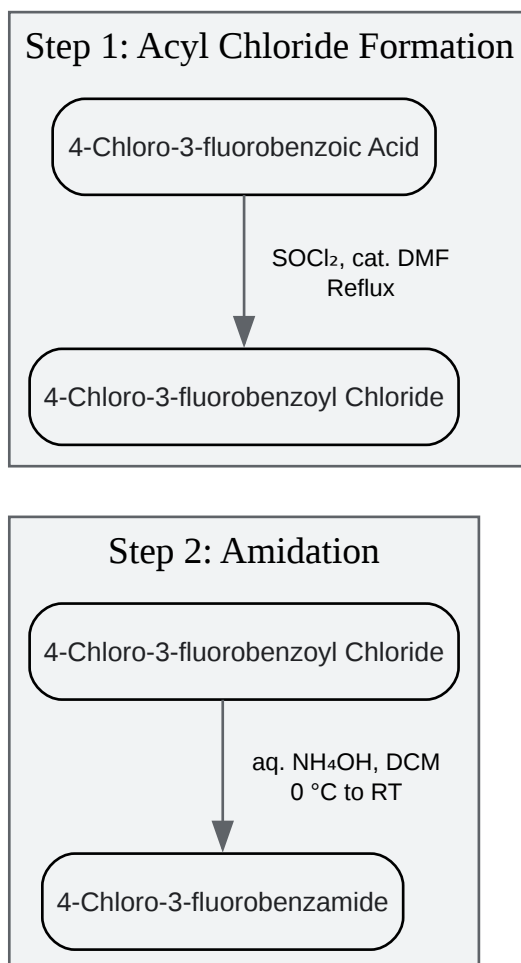 Step 1: Acyl Chloride Formation
4-Chloro-3-fluorobenzoic Acid
SOCl₂, cat. DMF
Reflux
4-Chloro-3-fluorobenzoyl Chloride
Step 2: Amidation
4-Chloro-3-fluorobenzoyl Chloride
aq. NH₄OH, DCM
0 °C to RT
4-Chloro-3-fluorobenzamide